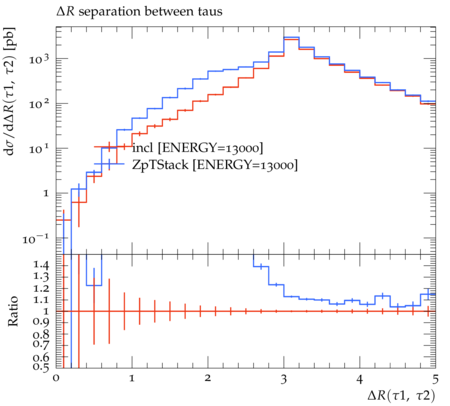 ΔR separation between taus
dσ/dΔR(τ1, τ2) [pb]
10³
10²
10¹
1
10⁻¹
incl [ENERGY=13000]
ZpTStack [ENERGY=13000]
Ratio
1.4
1.3
1.2
1.1
1
0.9
0.8
0.7
0.6
0.5
0 1 2 3 4 5
ΔR(τ1, τ2)